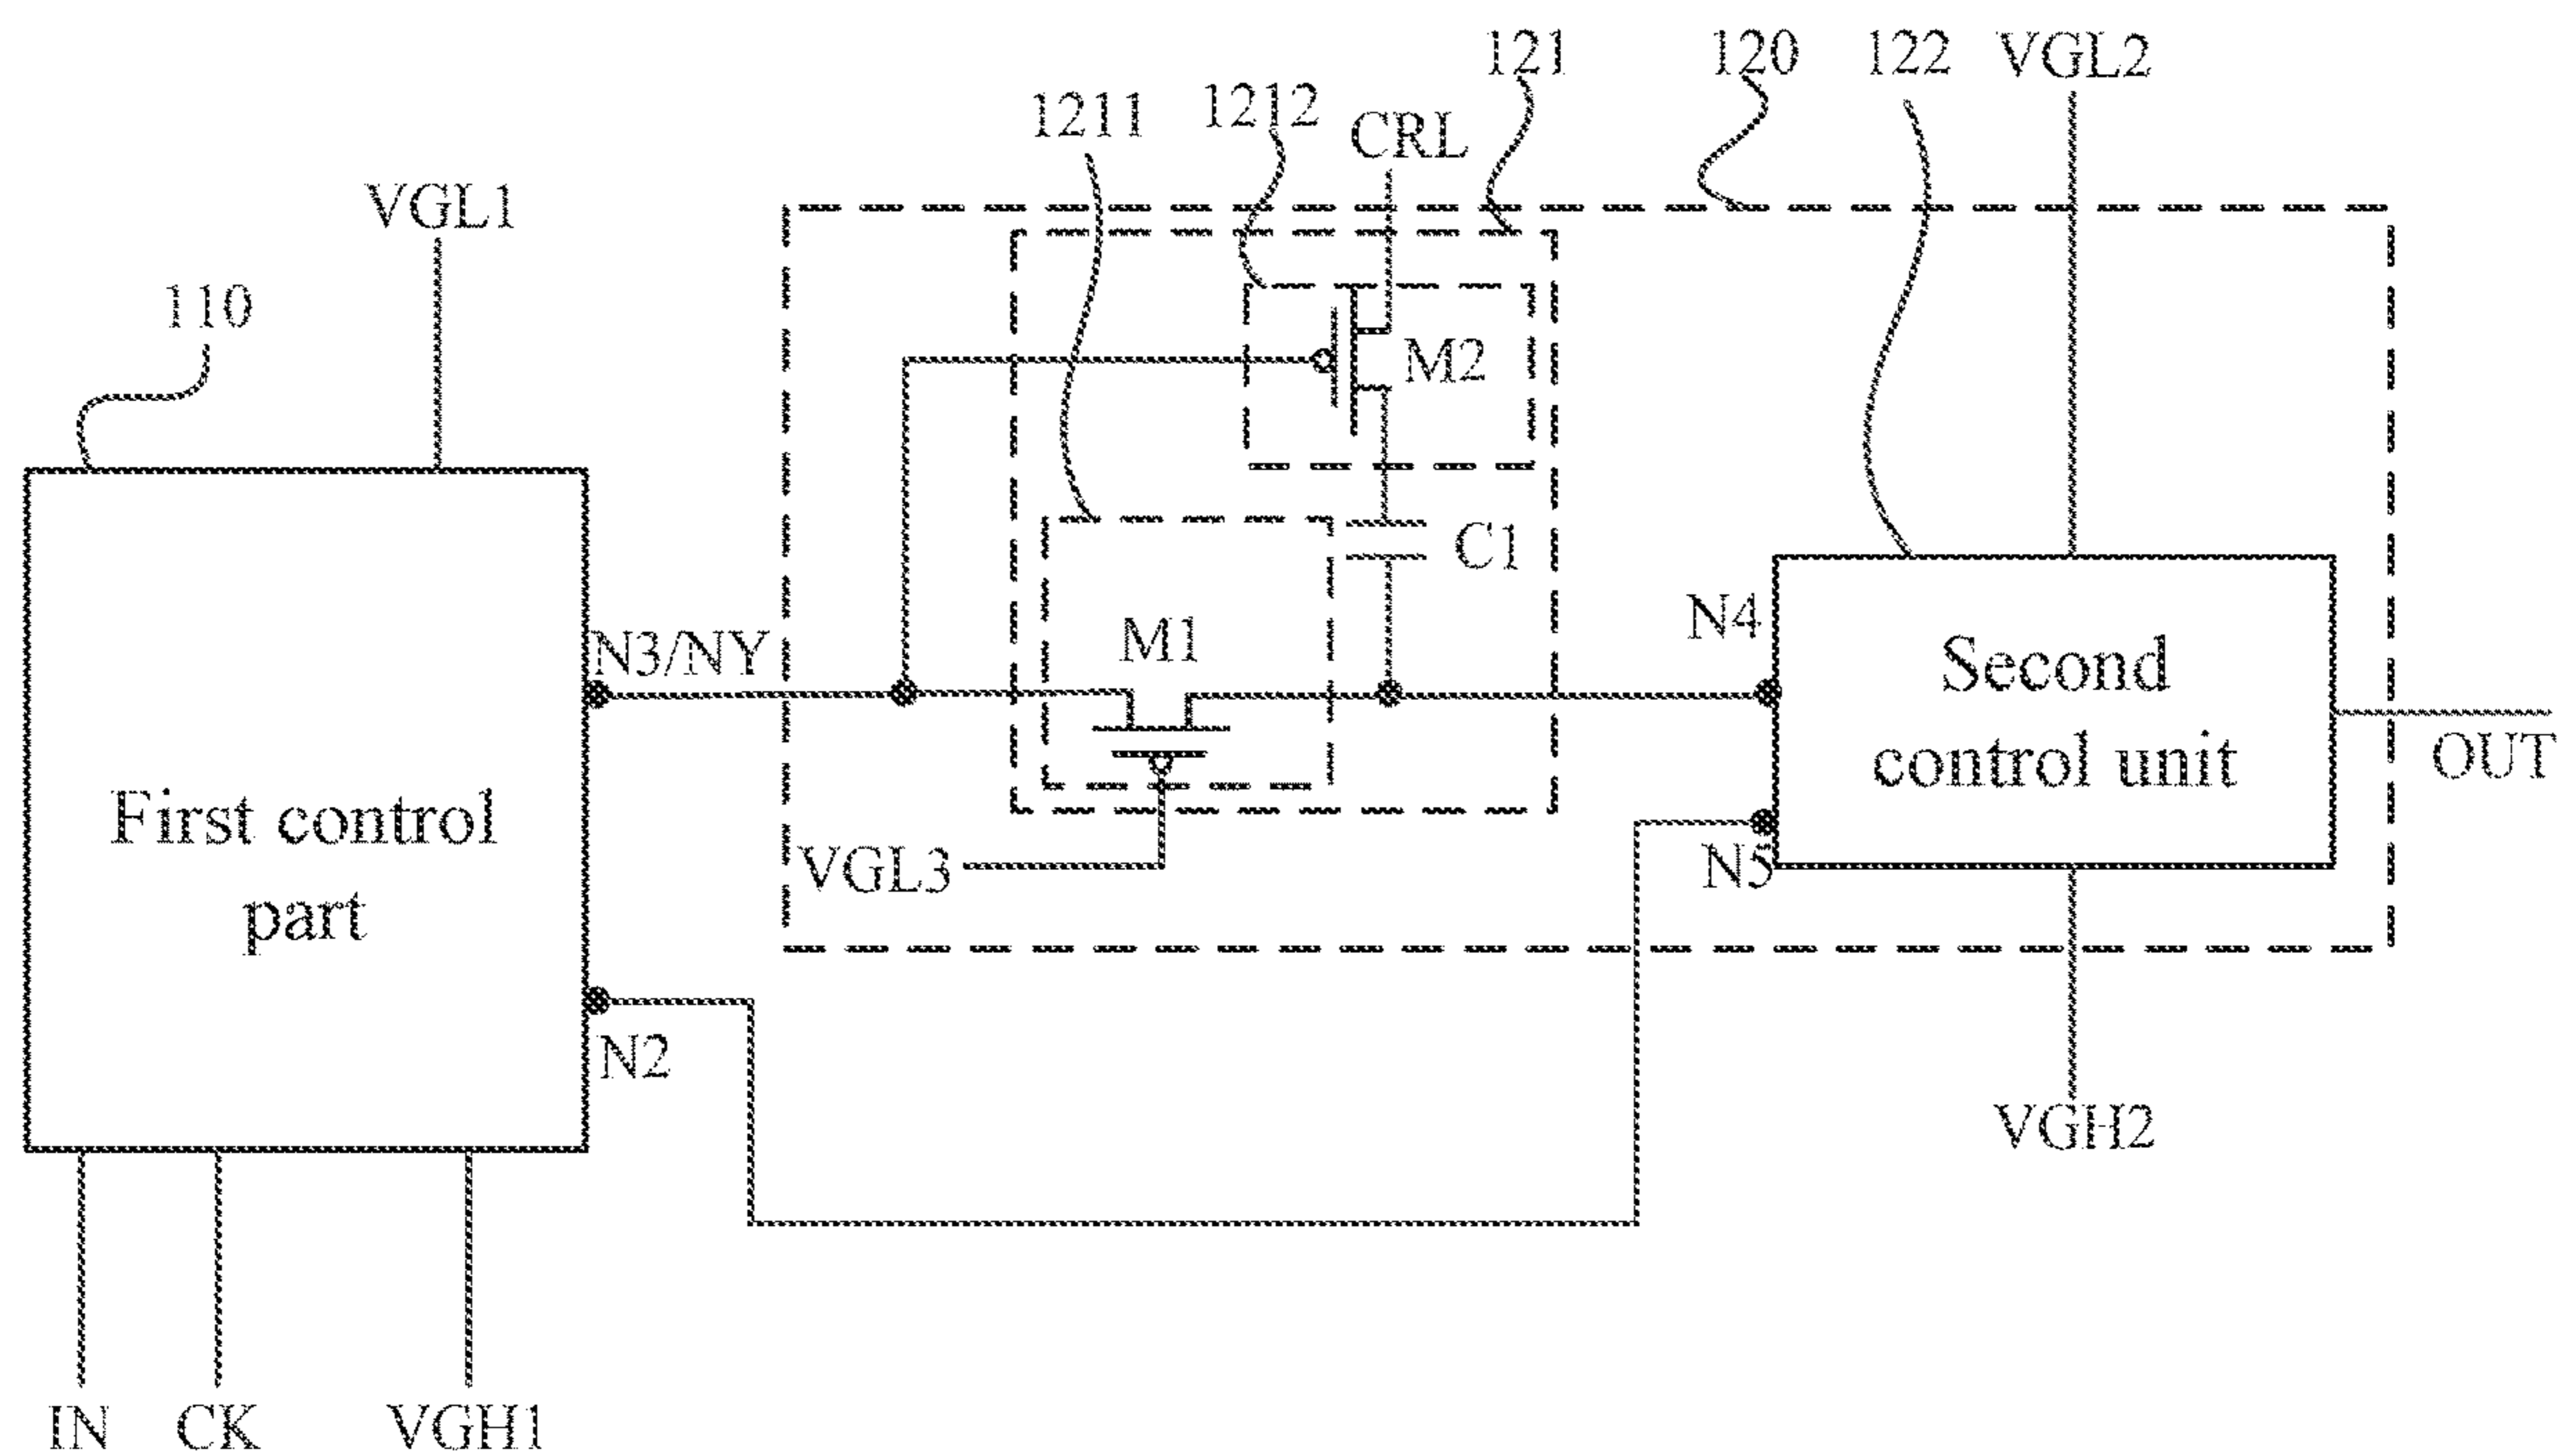 121
120
122
VGL2
1211
1212
CRL
VGL1
110
M2
C1
N3/NY
M1
N4
Second
control unit
OUT
First control
part
VGL3
N5
N2
VGH2
IN
CK
VGH1